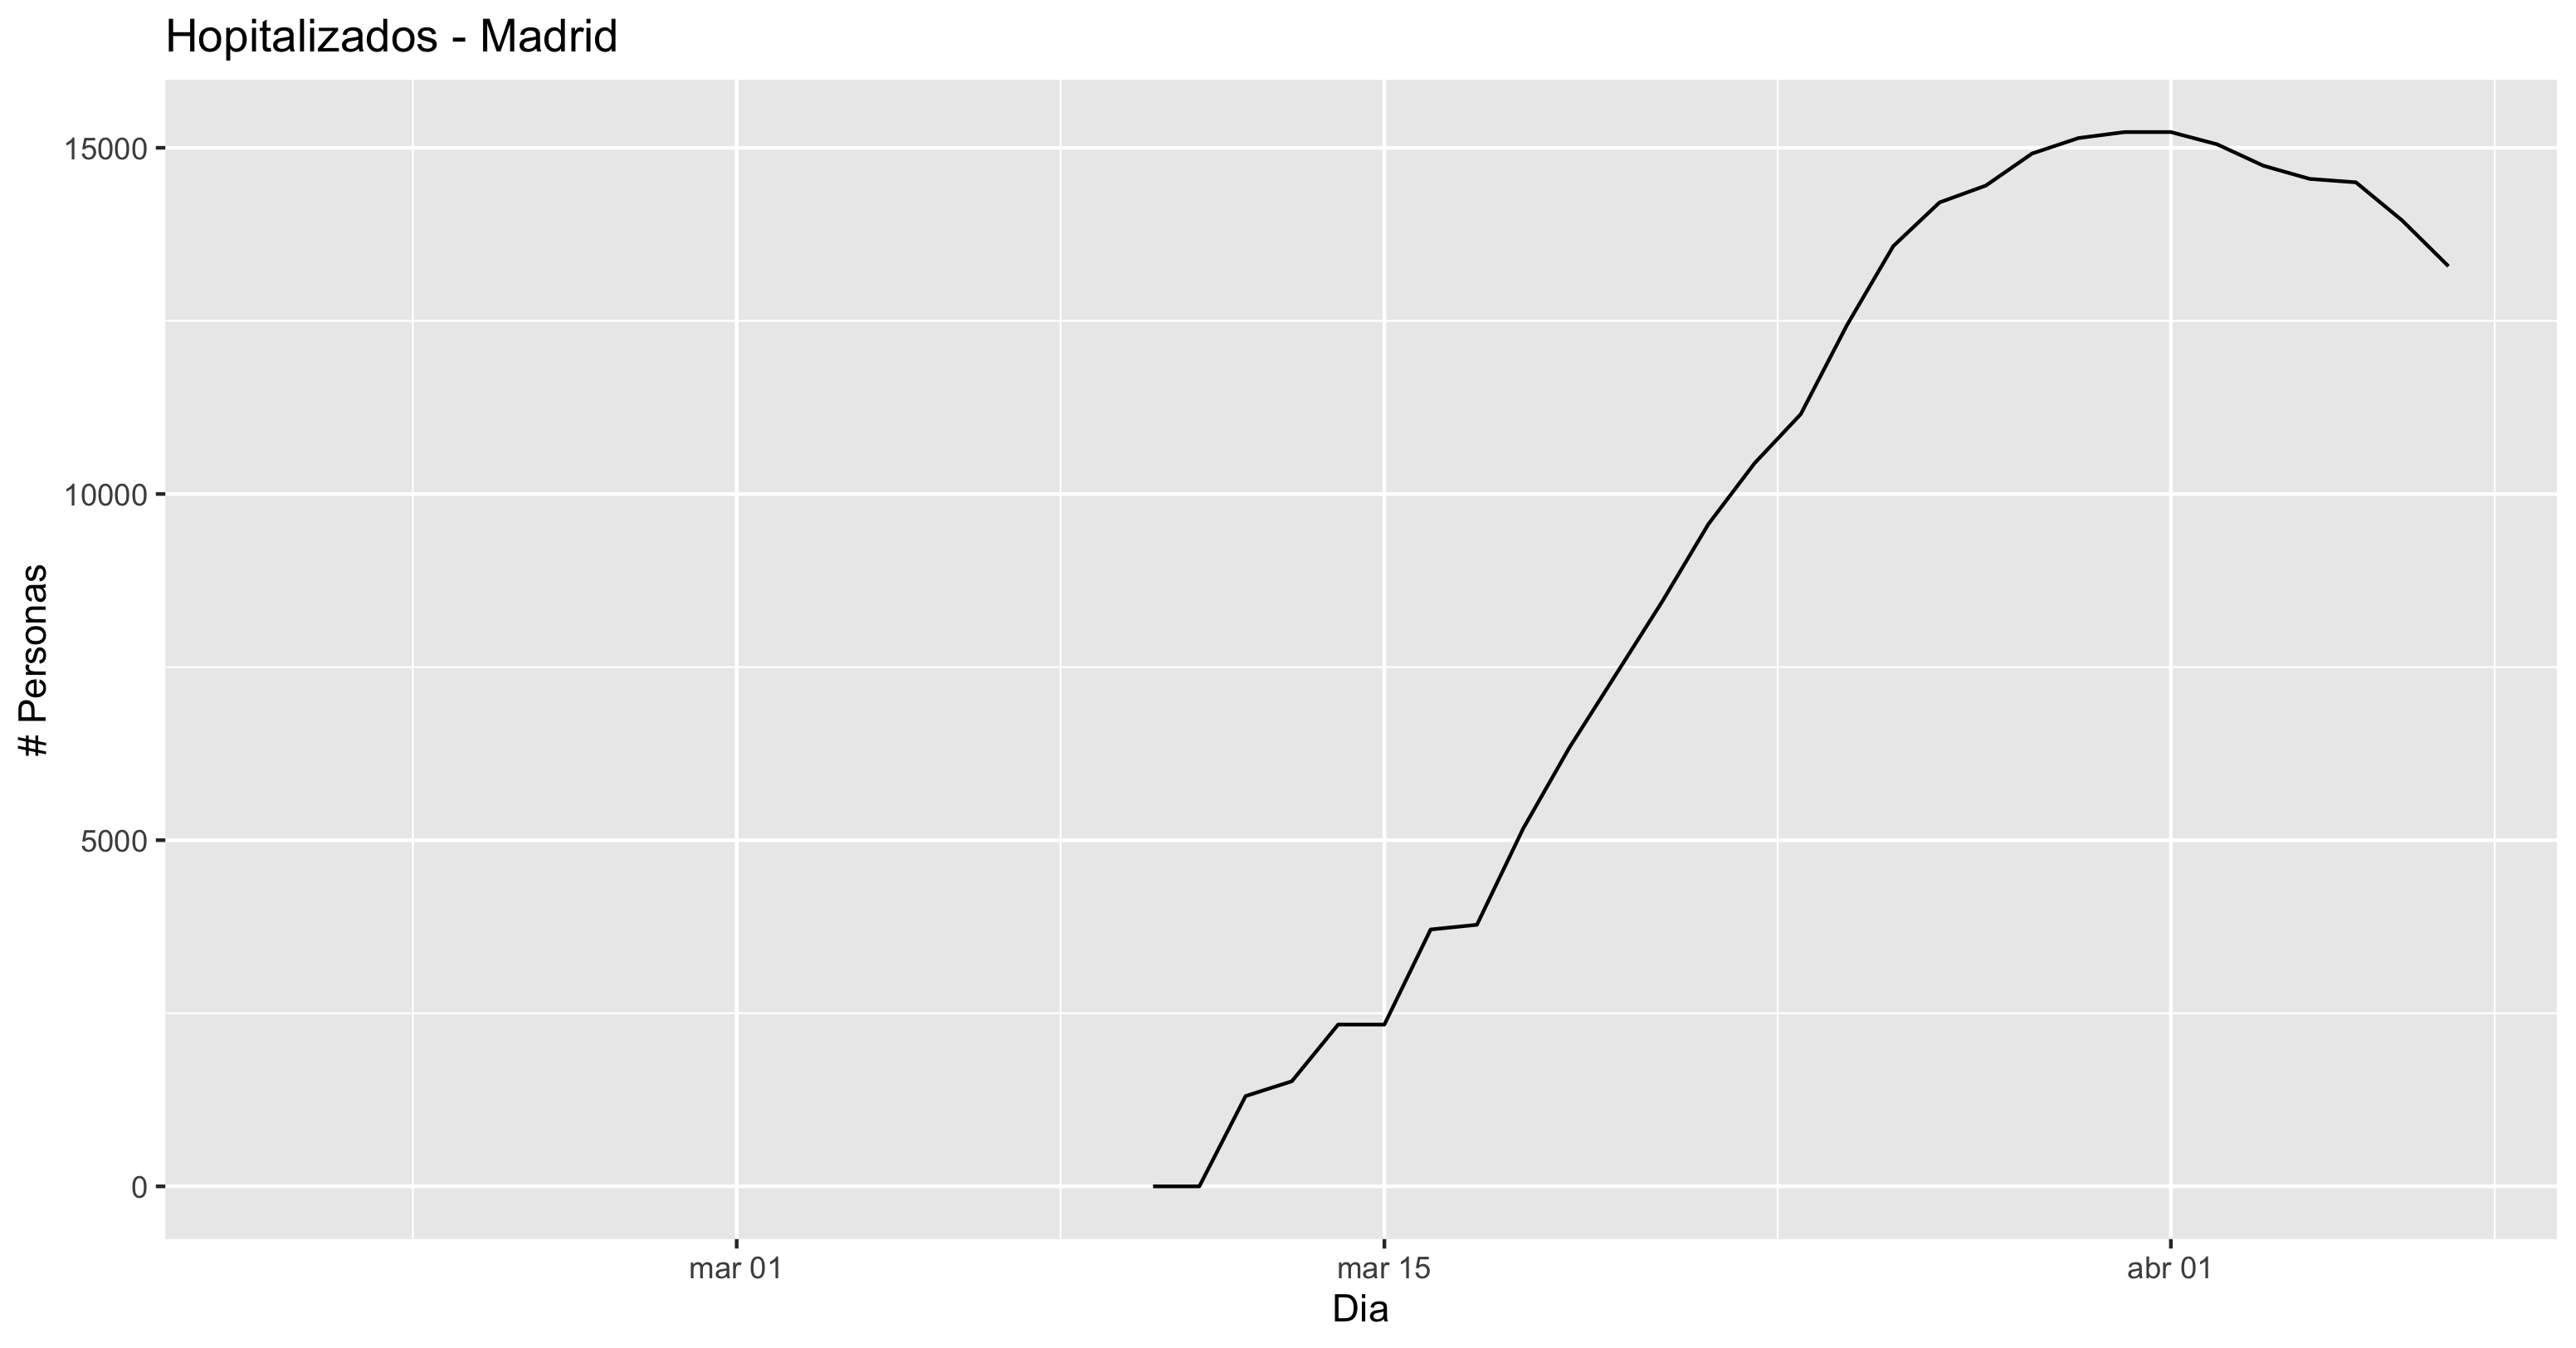 Hopitalizados - Madrid
15000
10000
5000
0
# Personas
mar 01
mar 15
abr 01
Dia